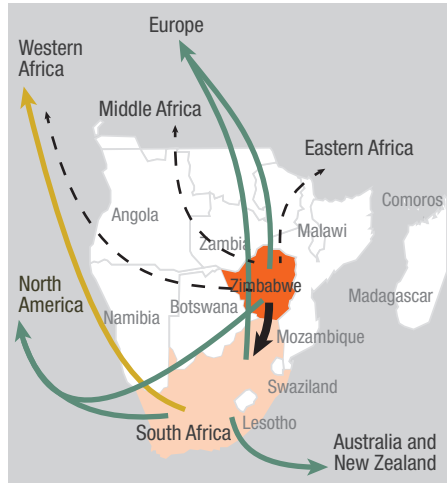 Europe
Western
Africa
Middle Africa
Eastern Africa
Comoros
Angola
Malawi
Zambia
North
America
Zimbabwe
Botswana
Madagascar
Namibia
Mozambique
Swaziland
South Africa
Lesotho
Australia and
New Zealand